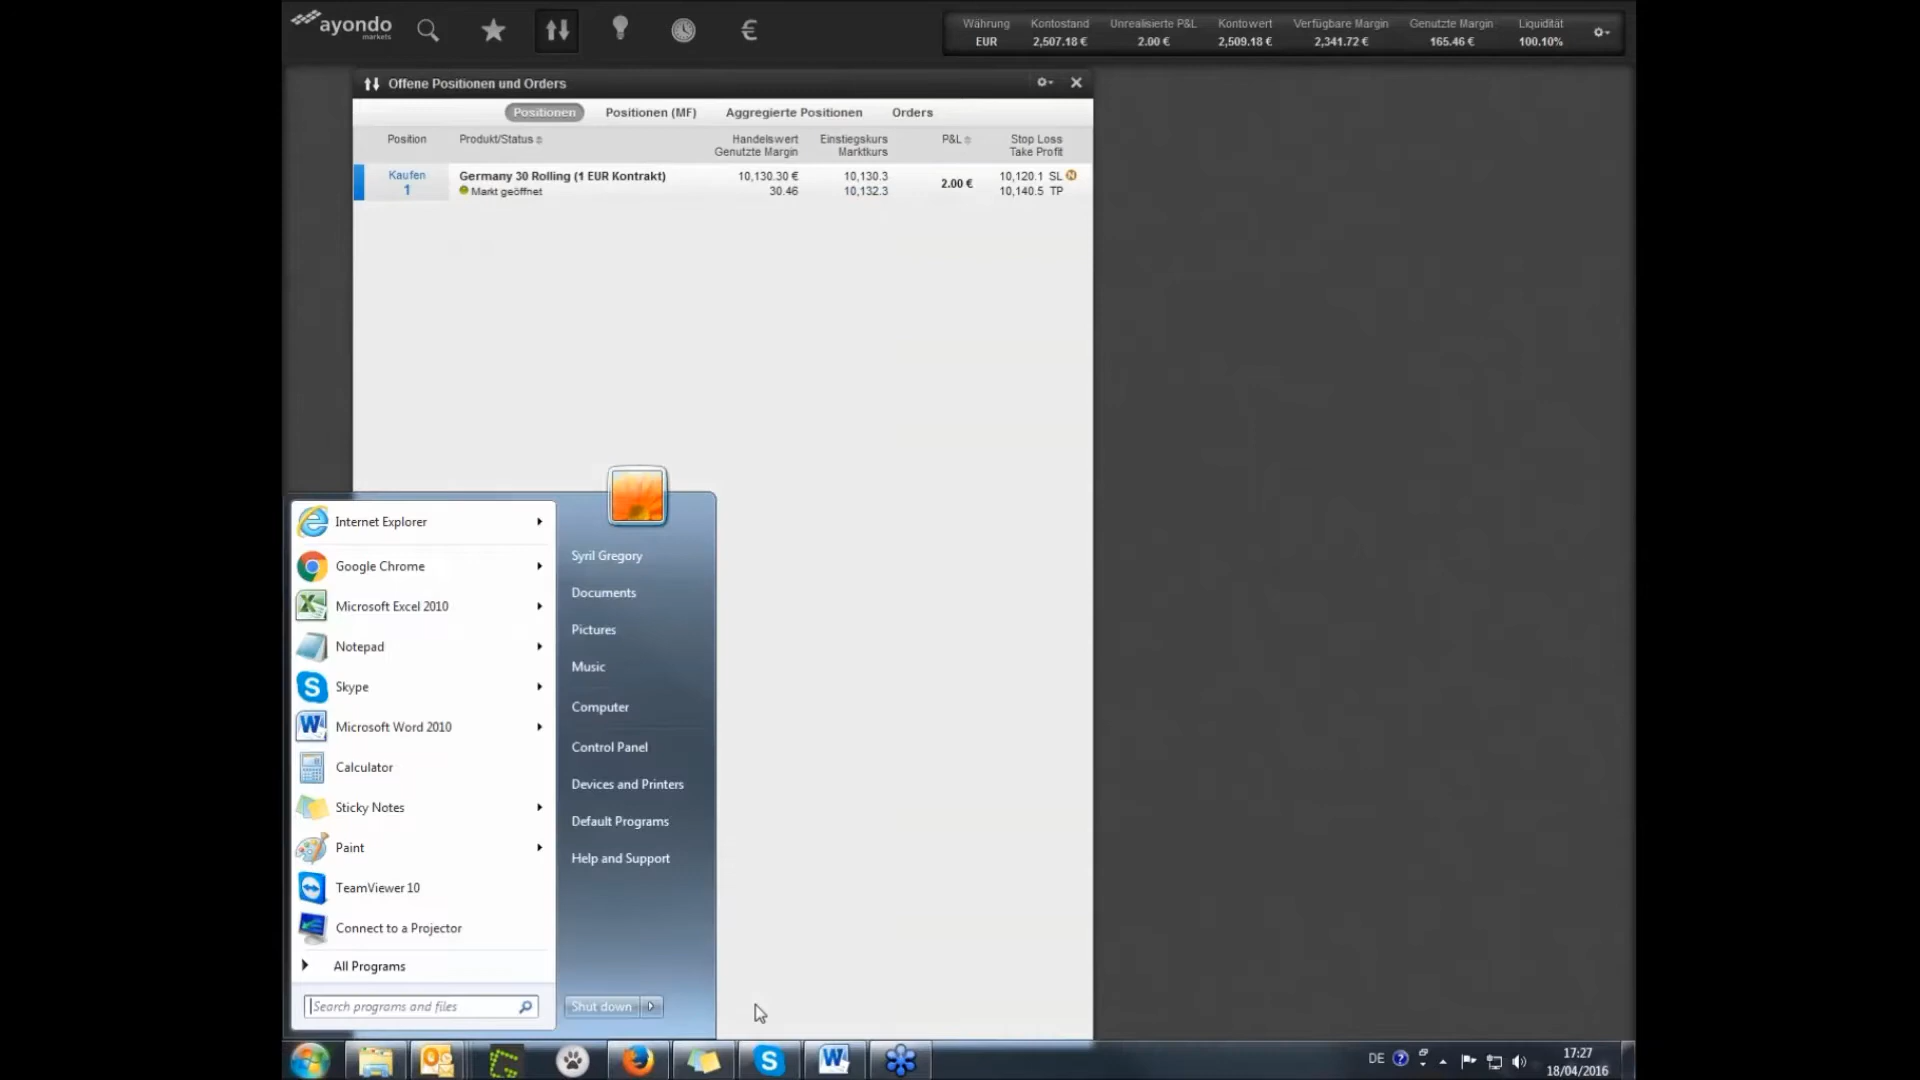 ayondo
markets
Währung Kontostand Unrealisierte P&L Kontowert Verfügbare Margin Genutzte Margin Liquidität
EUR 2,507.18 € 2.00 € 2,509.18 € 2,341.72 € 165.46 € 100.10%
Offene Positionen und Orders
Positionen Positionen (MF) Aggregierte Positionen Orders
Position Produkt/Status Handelswert Einstiegskurs P&L Stop Loss
Genutzte Margin Marktkurs Take Profit
Kaufen Germany 30 Rolling (1 EUR Kontrakt) 10,130.30 € 10,130.3 2.00 € 10,120.1 SL N
1 Markt geöffnet 30.46 10,132.3 10,140.5 TP
Internet Explorer
Google Chrome
Microsoft Excel 2010
Notepad
Skype
Microsoft Word 2010
Calculator
Sticky Notes
Paint
TeamViewer 10
Connect to a Projector
All Programs
Search programs and files
Syril Gregory
Documents
Pictures
Music
Computer
Control Panel
Devices and Printers
Default Programs
Help and Support
Shut down
DE
17:27
18/04/2016